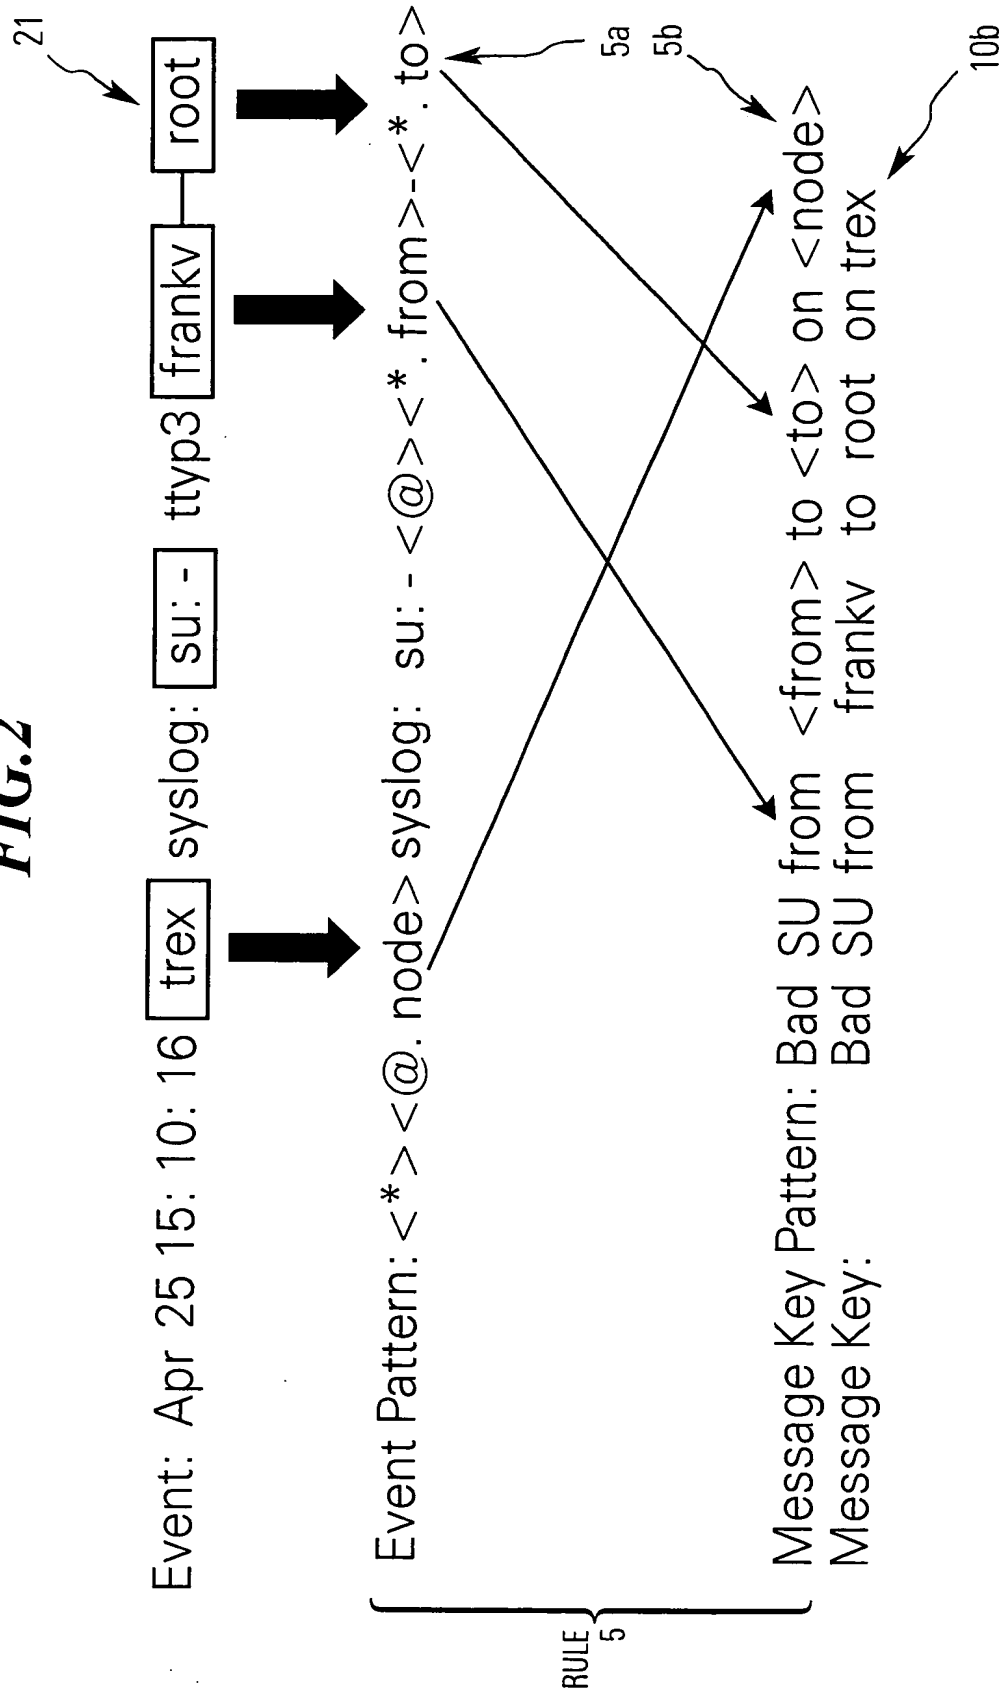 FIG.2
21
Event: Apr 25 15: 10: 16 trex syslog: su: - ttyp3 frankv root
Event Pattern: <*> <@. node> syslog: su: - <@><*. from>-<*. to>
5a
5b
RULE 5
Message Key Pattern: Bad SU from <from> to <to> on <node>
Message Key: Bad SU from frankv to root on trex
10b